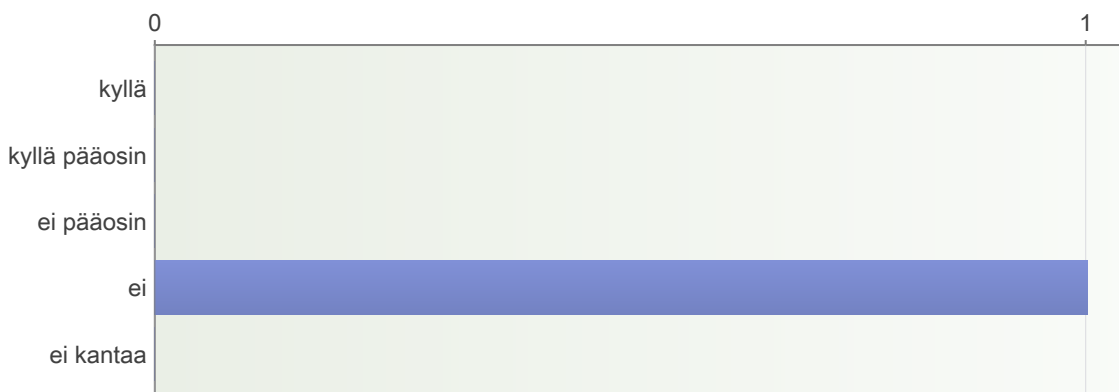 0 1
kyllä
kyllä pääosin
ei pääosin
ei
ei kantaa